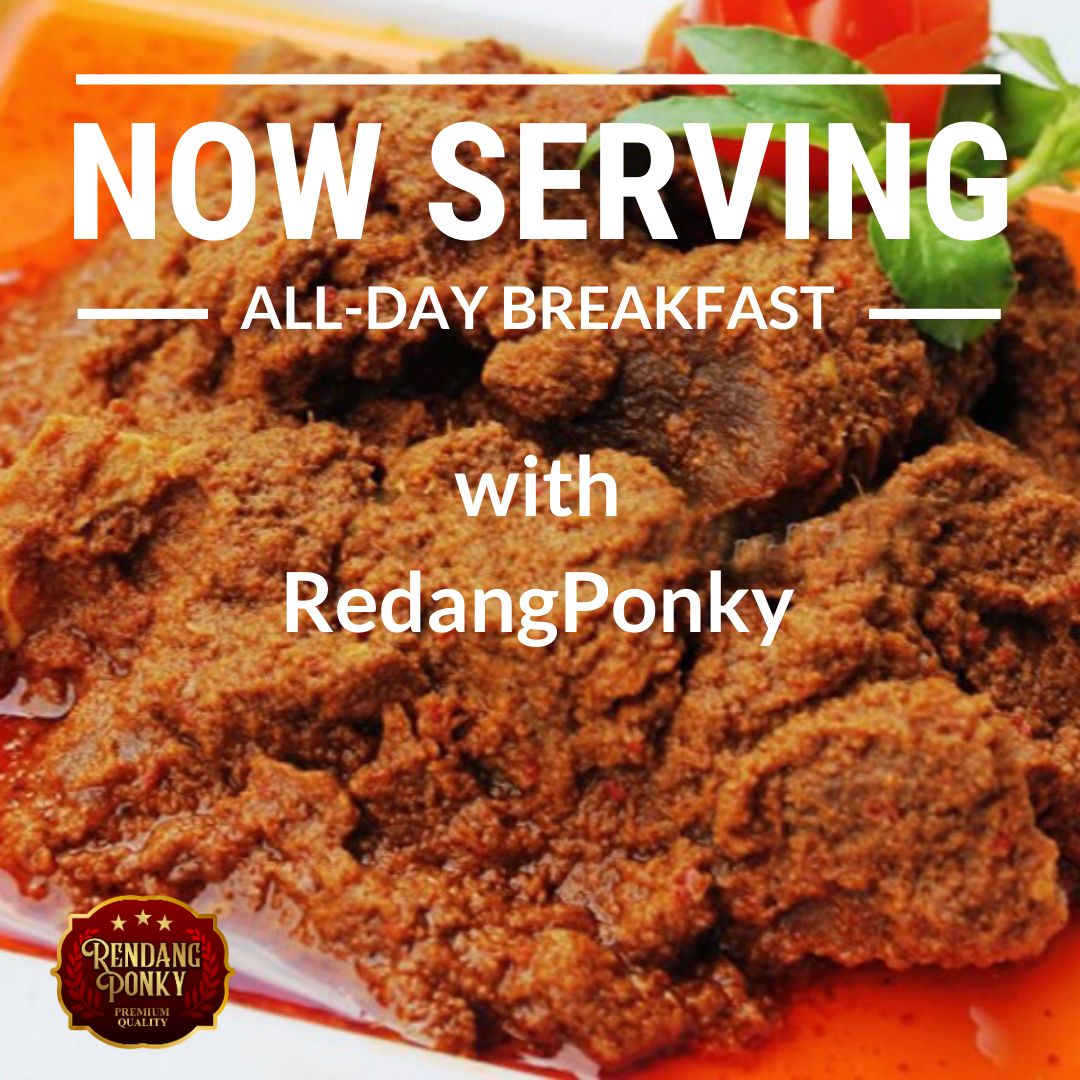 NOW SERVING
ALL-DAY BREAKFAST
with
RedangPonky
RENDANG
PONKY
PREMIUM
QUALITY